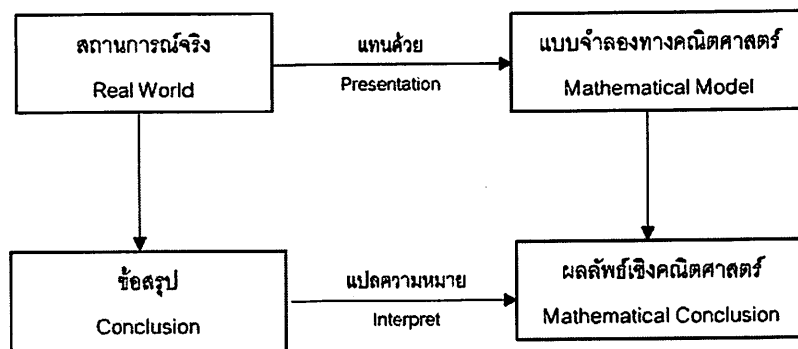 สถานการณ์จริง
Real World
แทนด้วย
Presentation
แบบจำลองทางคณิตศาสตร์
Mathematical Model
ข้อสรุป
Conclusion
แปลความหมาย
Interpret
ผลลัพธ์เชิงคณิตศาสตร์
Mathematical Conclusion